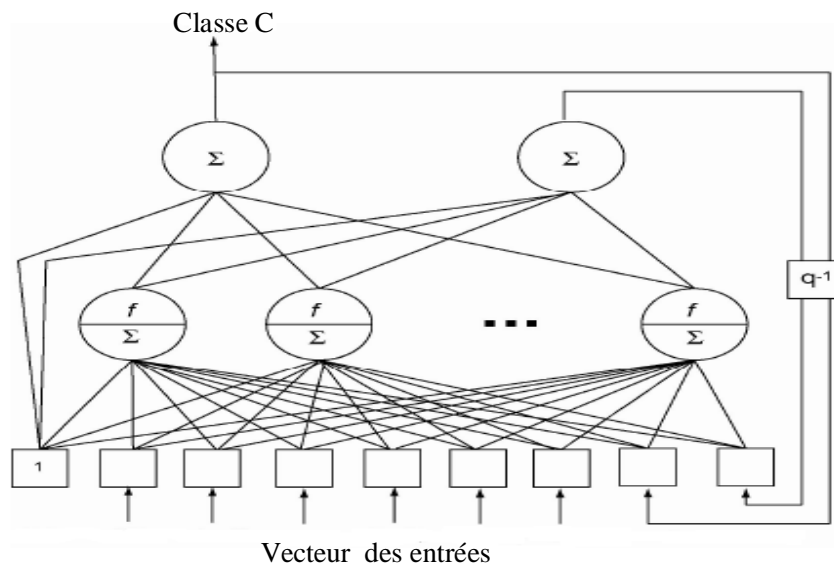 Classe C
Σ Σ
f f f
Σ Σ ... Σ
q-1
1
Vecteur des entrées